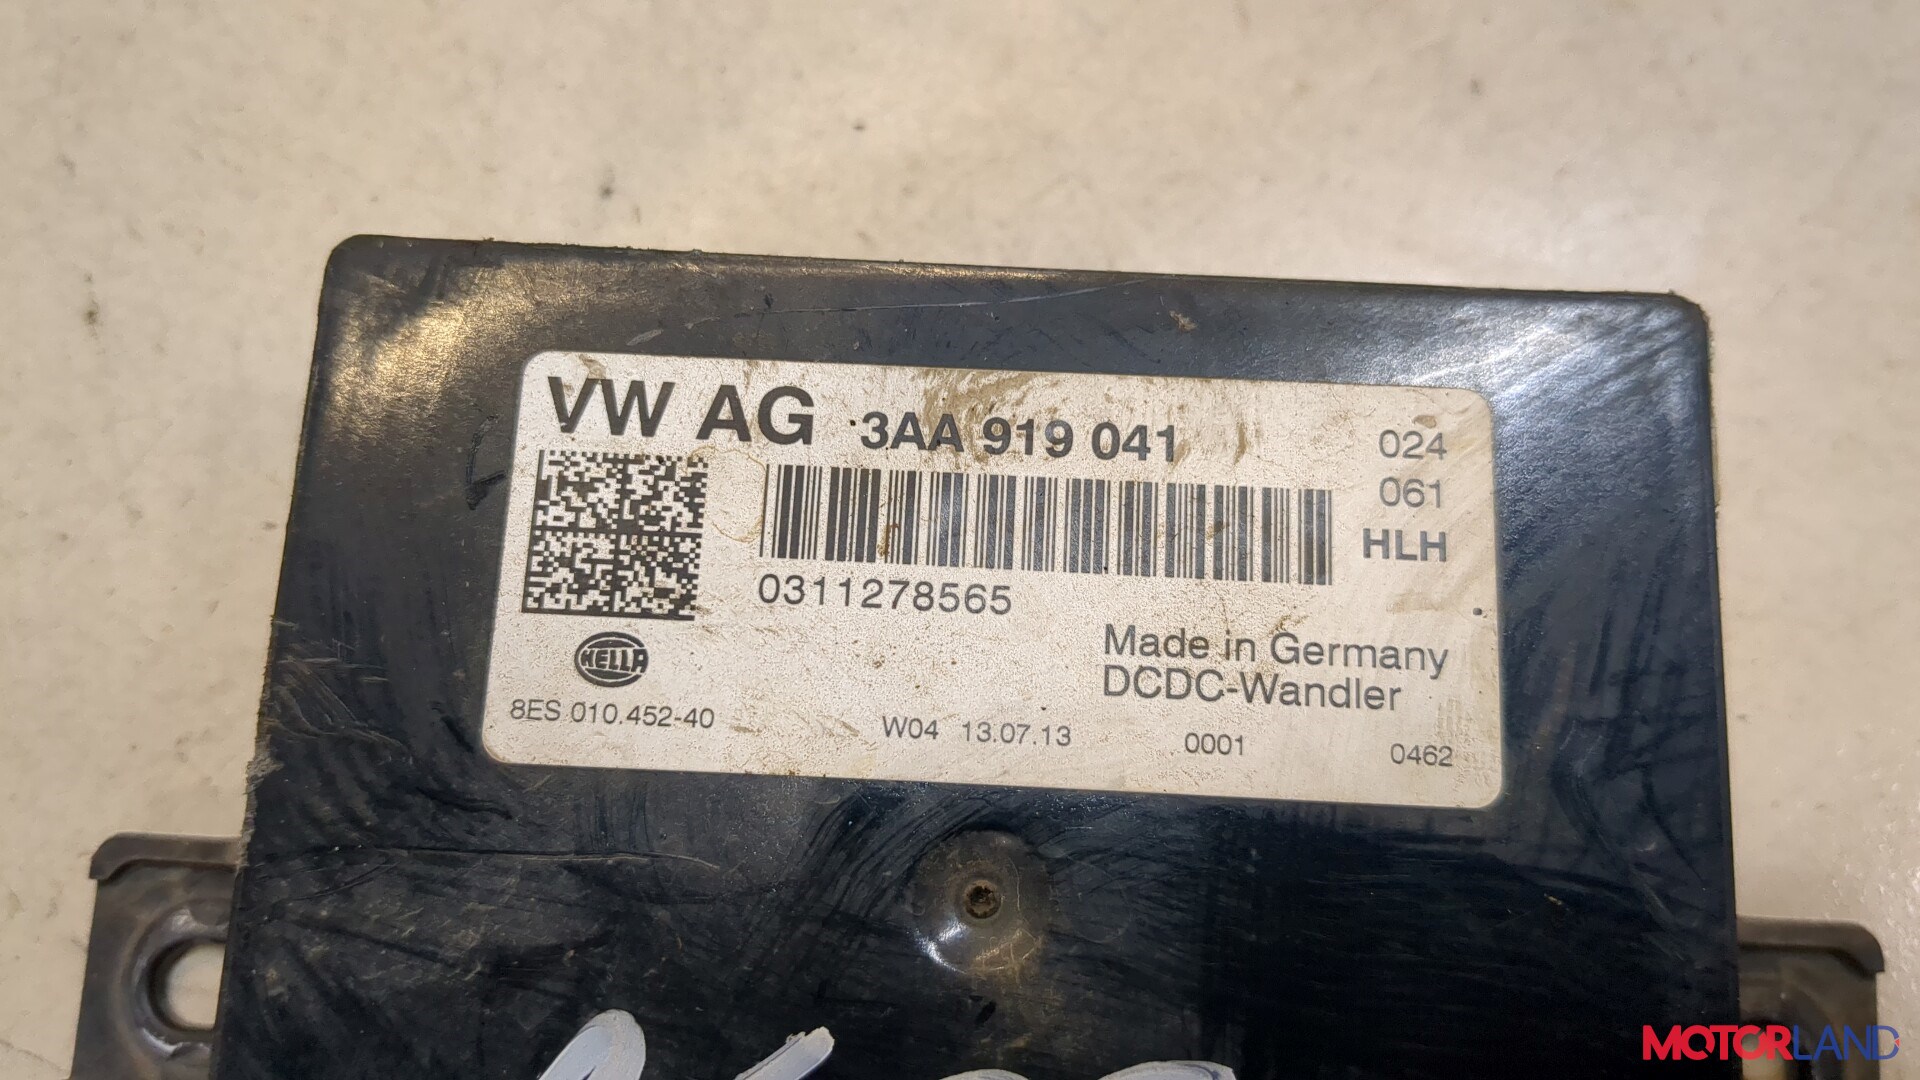 VW AG 3AA 919 041
024
061
HLH
0311278565
HELLA
Made in Germany
DCDC-Wandler
8ES 010.452-40
W04 13.07.13 0001 0462
MOTORLAND